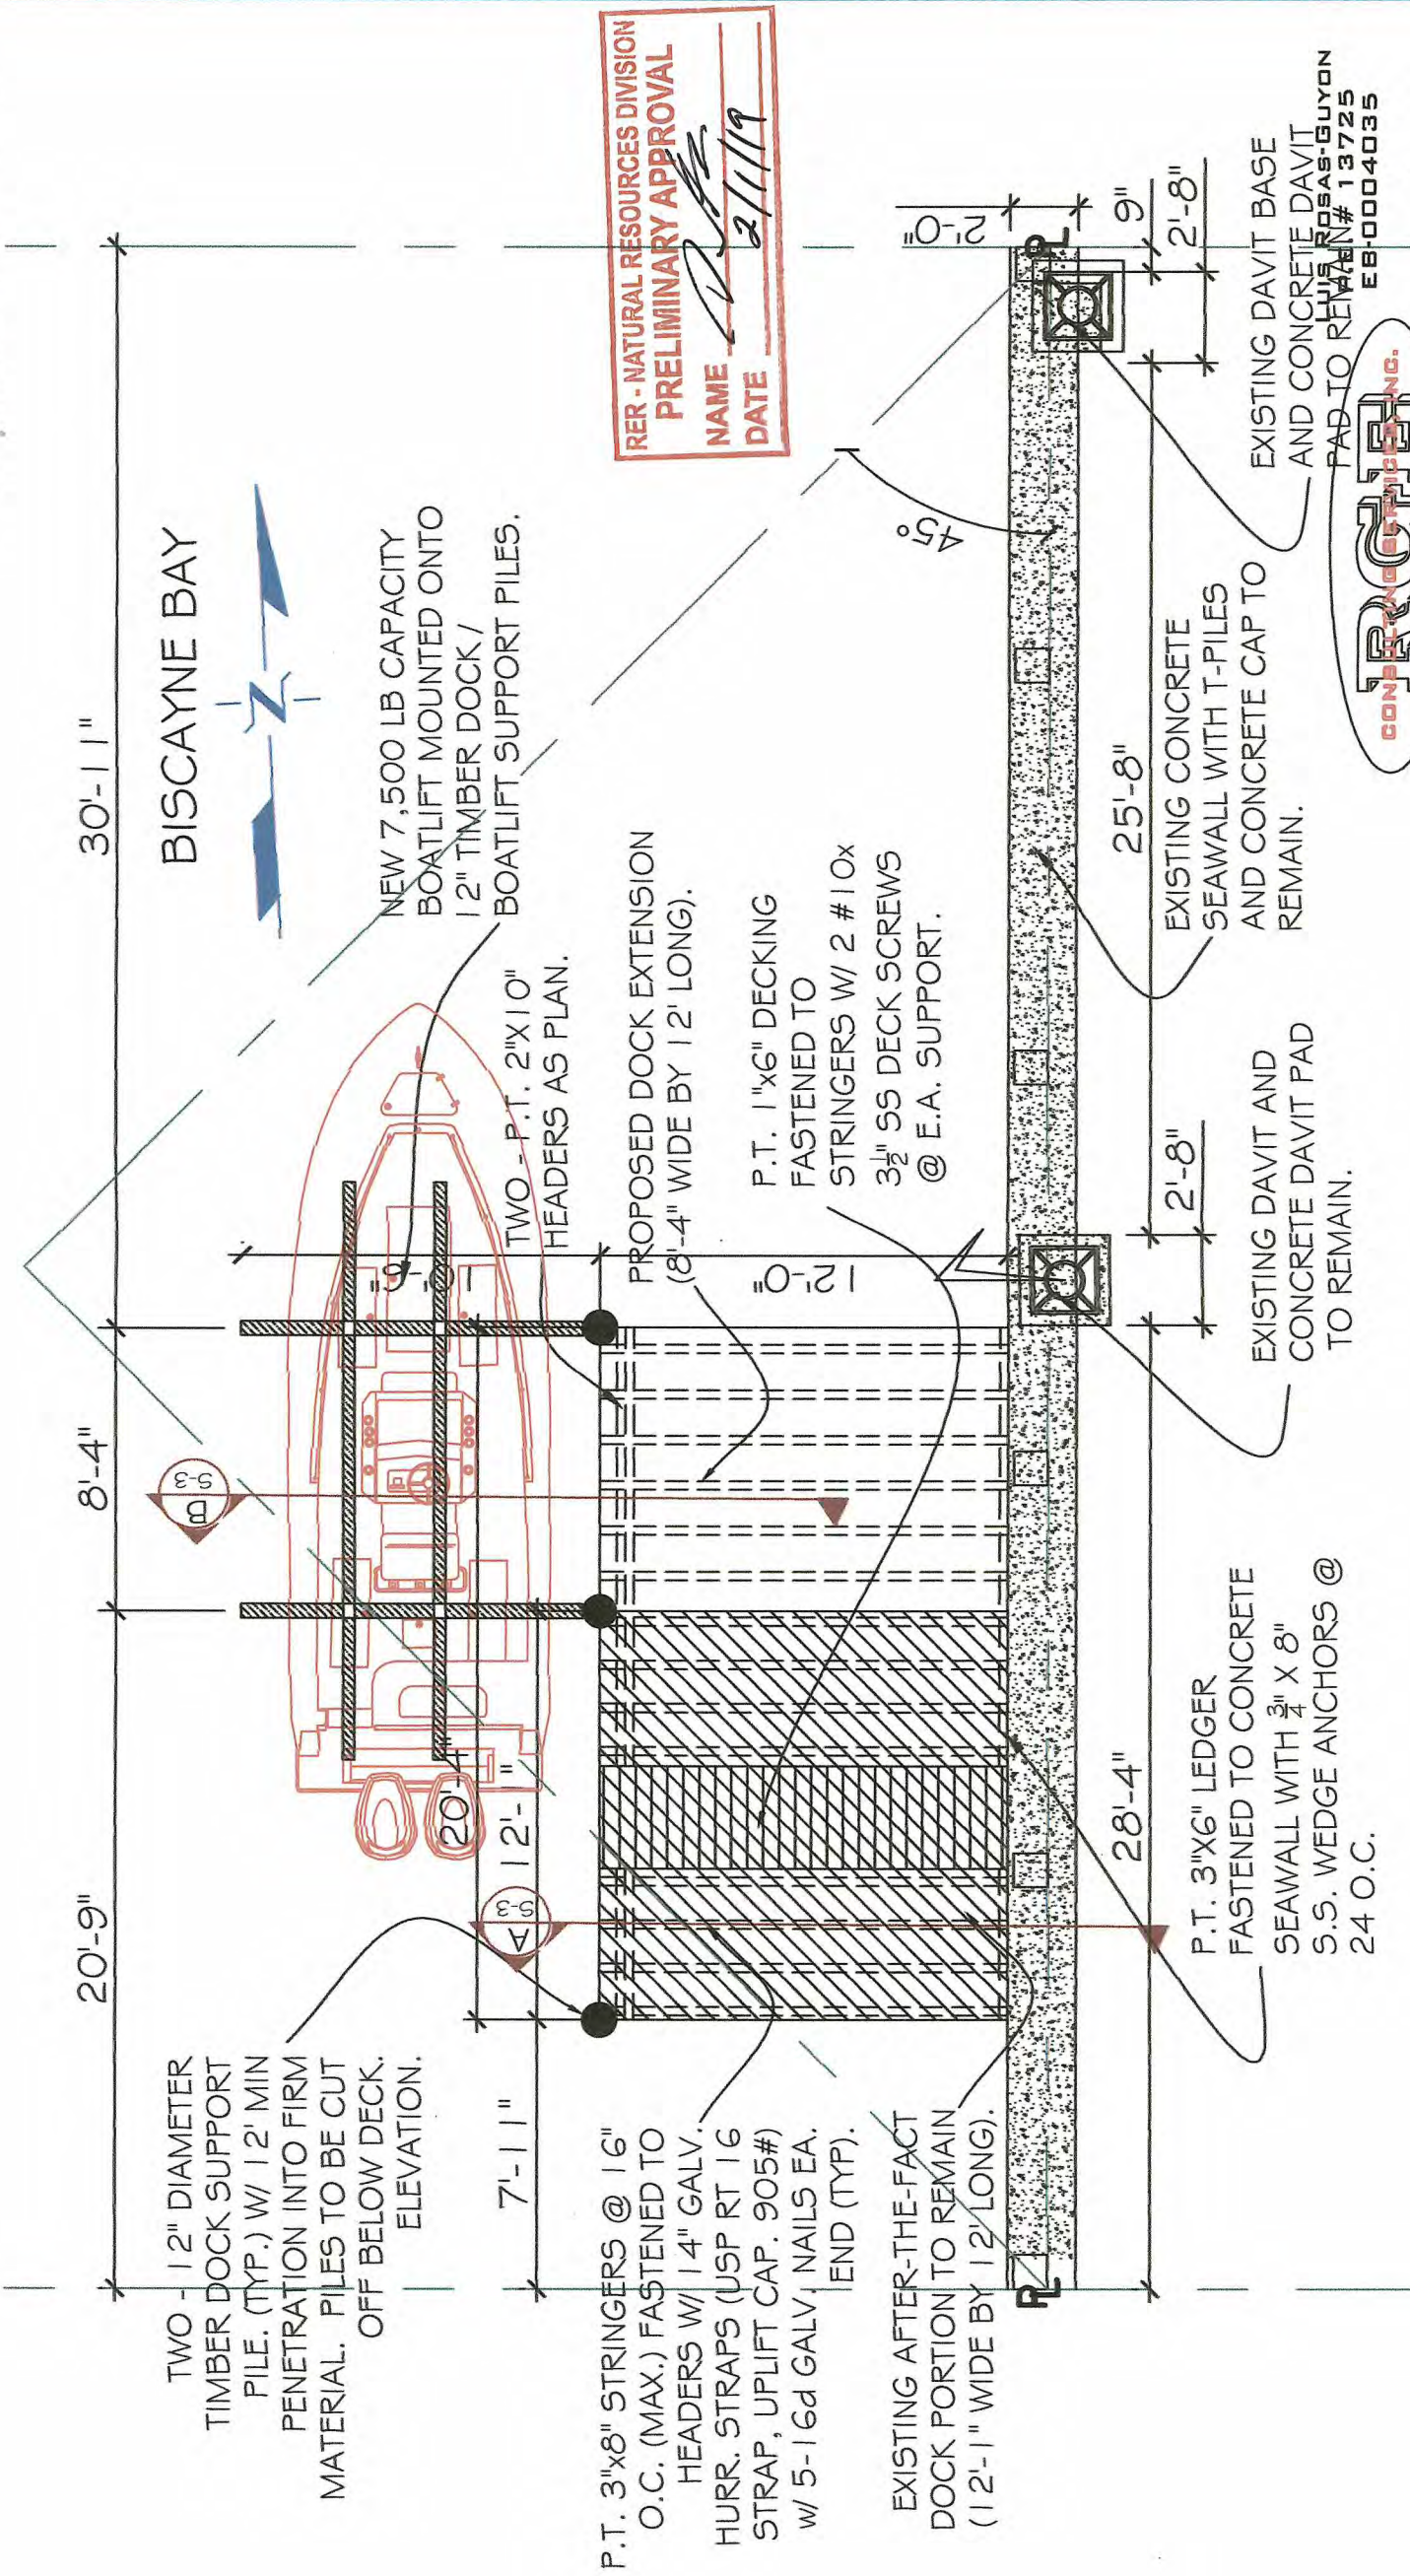 20'-9"
8'-4"
30'-11"
BISCAYNE BAY
N
TWO - 12" DIAMETER
TIMBER DOCK SUPPORT
PILE. (TYP.) W/ 12' MIN
PENETRATION INTO FIRM
MATERIAL. PILES TO BE CUT
OFF BELOW DECK.
ELEVATION.
B
S-3
NEW 7,500 LB CAPACITY
BOATLIFT MOUNTED ONTO
12" TIMBER DOCK /
BOATLIFT SUPPORT PILES.
RER - NATURAL RESOURCES DIVISION
PRELIMINARY APPROVAL
NAME
DATE 2/1/19
20'-4"
10'-6"
7'-11"
12'-1"
A
S-3
TWO - P.T. 2"X10"
HEADERS AS PLAN.
PROPOSED DOCK EXTENSION
(8'-4" WIDE BY 12' LONG).
P.T. 3"x8" STRINGERS @ 16"
O.C. (MAX.) FASTENED TO
HEADERS W/ 14" GALV.
HURR. STRAPS (USP RT 16
STRAP, UPLIFT CAP. 905#)
w/ 5-16d GALV. NAILS EA.
END (TYP).
P.T. 1"x6" DECKING
FASTENED TO
STRINGERS W/ 2 #10x
3½" SS DECK SCREWS
@ E.A. SUPPORT.
12'-0"
45°
2'-0"
EXISTING AFTER-THE-FACT
DOCK PORTION TO REMAIN
(12'-1" WIDE BY 12' LONG).
PL
PL
28'-4"
2'-8"
25'-8"
9"
2'-8"
P.T. 3"X6" LEDGER
FASTENED TO CONCRETE
SEAWALL WITH ¾" X 8"
S.S. WEDGE ANCHORS @
24 O.C.
EXISTING DAVIT AND
CONCRETE DAVIT PAD
TO REMAIN.
EXISTING CONCRETE
SEAWALL WITH T-PILES
AND CONCRETE CAP TO
REMAIN.
EXISTING DAVIT BASE
AND CONCRETE DAVIT
PAD TO REMAIN.
LUIS ROSAS-GUYON
P.E.# 13725
EB-0004035
CONSULTING SERVICES, INC.